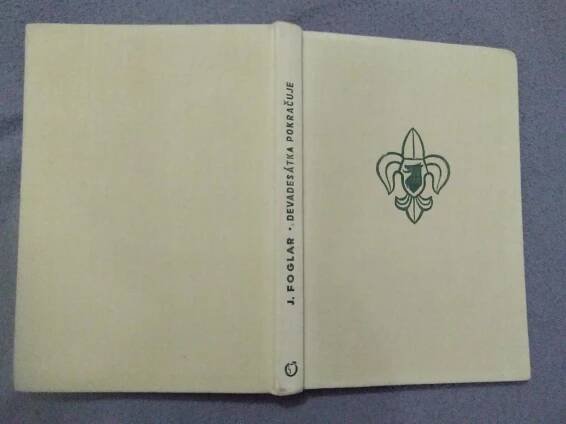 J. FOGLAR • DEVADESÁTKA POKRAČUJE